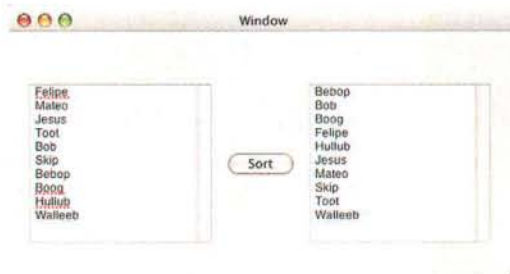 Window
Felipe
Mateo
Jesus
Toot
Bob
Skip
Bebop
Boog
Hullub
Walleeb
Sort
Bebop
Bob
Boog
Felipe
Hullub
Jesus
Mateo
Skip
Toot
Walleeb